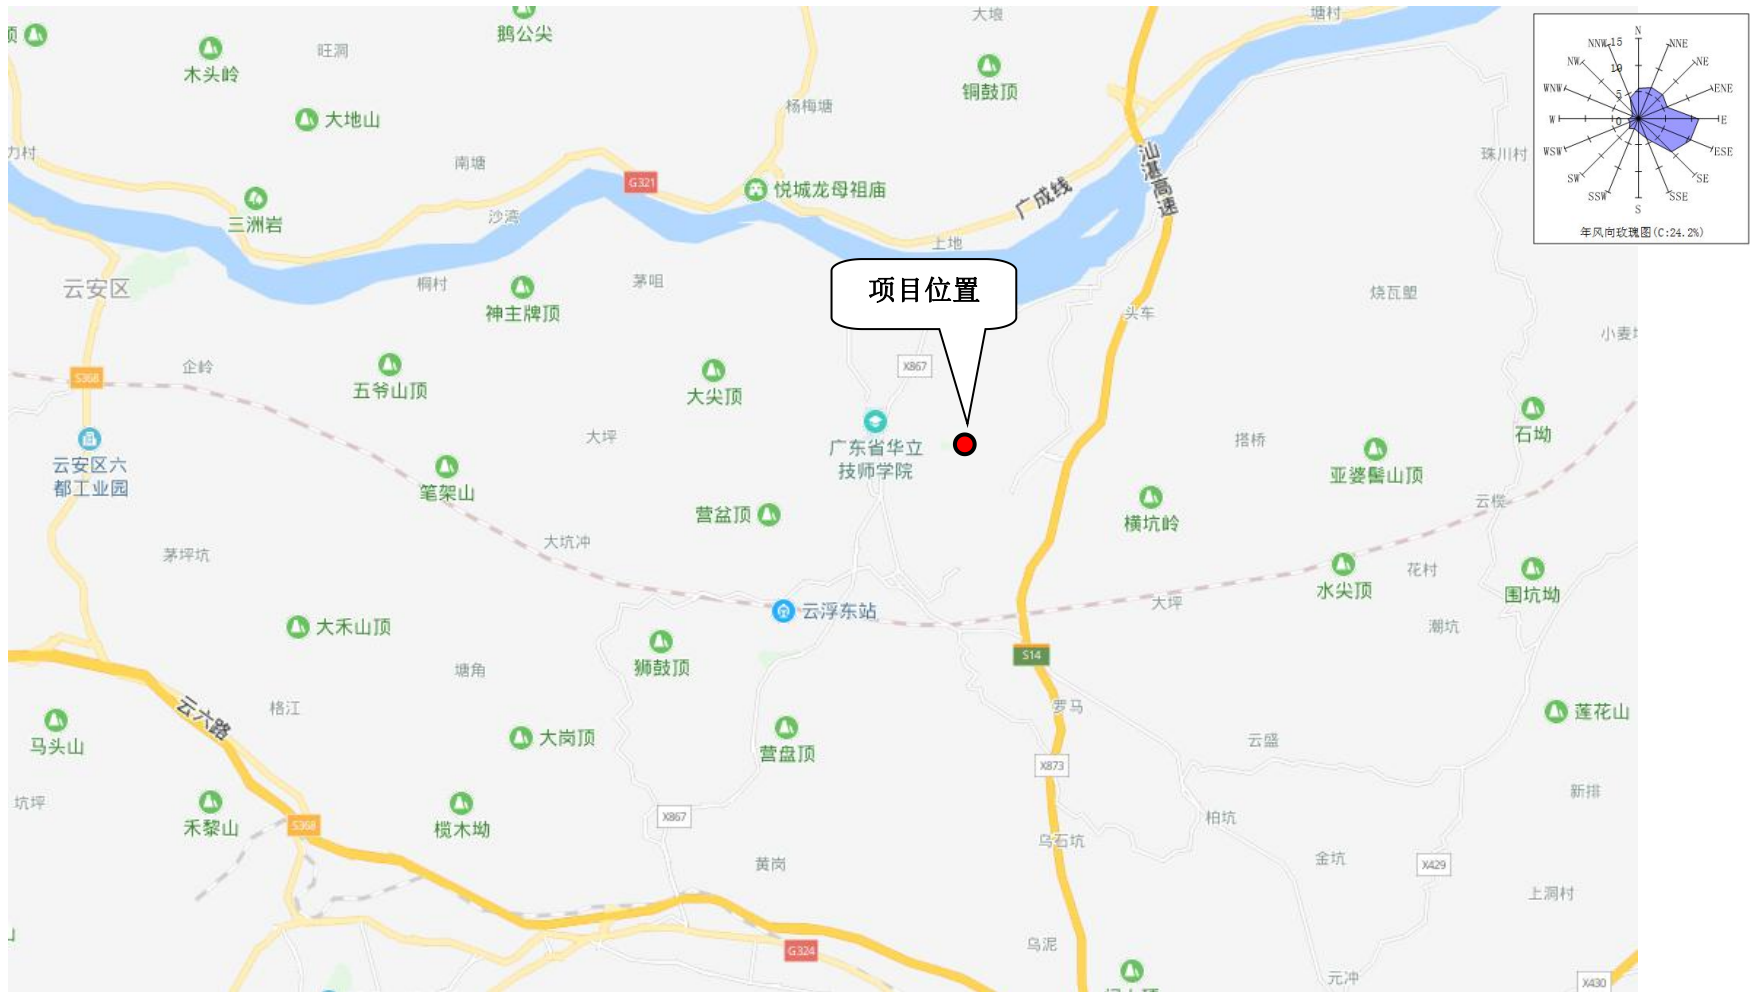 鹅公尖
大埌
塘村
木头岭
旺洞
铜鼓顶
大地山
杨梅塘
力村
南塘
珠川村
汕湛高速
G321
悦城龙母祖庙
广成线
三洲岩
沙湾
上地
云安区
桐村
神主牌顶
茅咀
项目位置
头车
烧瓦塱
小麦
企岭
S368
五爷山顶
大尖顶
X867
石坳
云安区六
都工业园
大坪
广东省华立
技师学院
搭桥
亚婆髻山顶
笔架山
营盆顶
横坑岭
云榄
茅坪坑
大坑冲
水尖顶
花村
围坑坳
大禾山顶
云浮东站
大坪
潮坑
狮鼓顶
S14
塘角
云六路
格江
罗马
莲花山
马头山
大岗顶
营盘顶
云盛
X873
坑坪
禾黎山
S368
榄木坳
X867
新排
柏坑
乌石坑
黄岗
金坑
X429
上洞村
乌泥
G324
元冲
X430
N
NNW
15
NNE
NW
10
NE
WNW
5
ENE
W
0
E
WSW
ESE
SW
SE
SSW
SSE
S
年风向玫瑰图(C:24.2%)